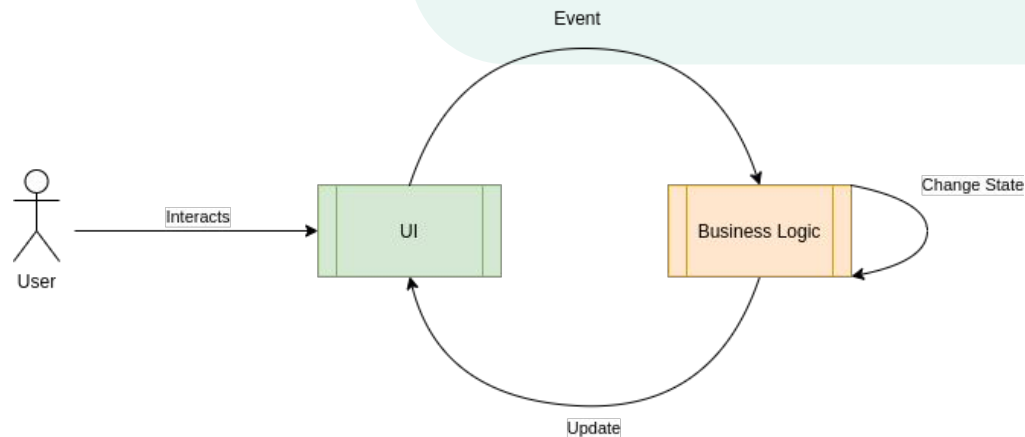 Event
Change State
Interacts
UI
Business Logic
User
Update